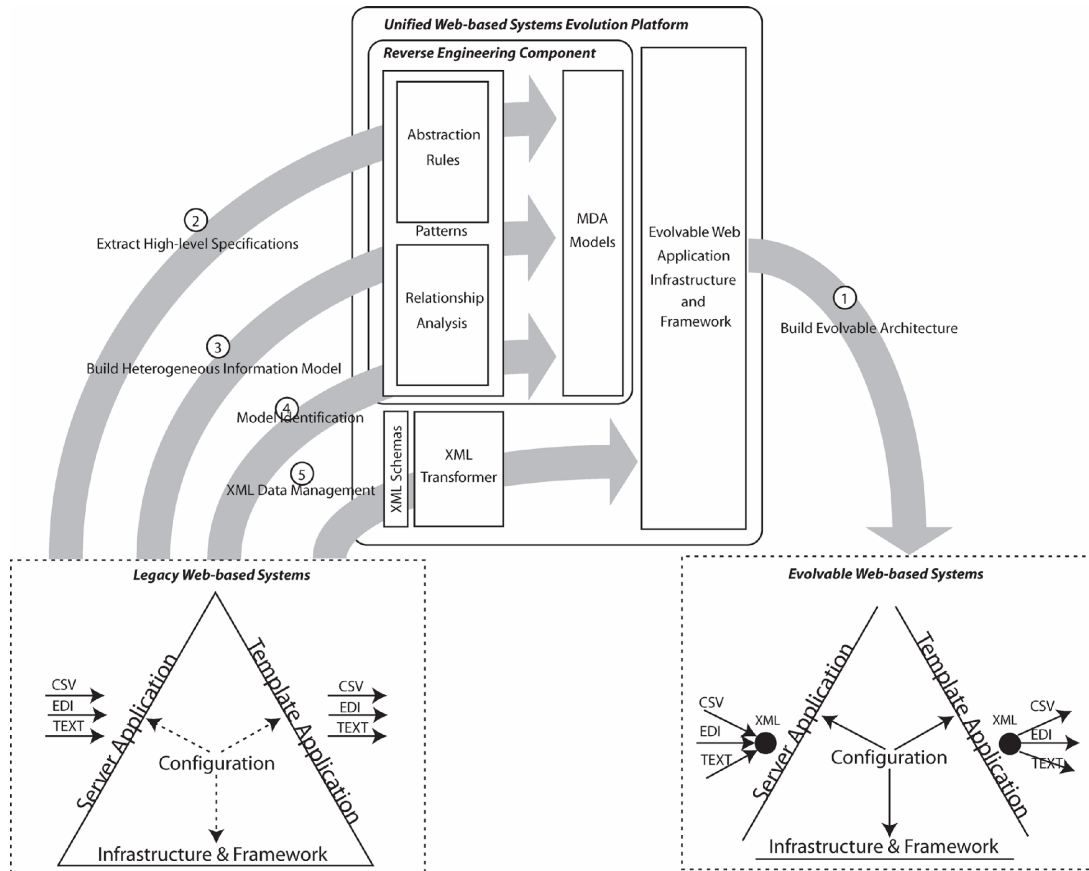 Unified Web-based Systems Evolution Platform
Reverse Engineering Component
Abstraction
Rules
Patterns
Relationship
Analysis
MDA
Models
Evolvable Web
Application
Infrastructure
and
Framework
2
Extract High-level Specifications
3
Build Heterogeneous Information Model
4
Model Identification
5
XML Data Management
XML Schemas
XML
Transformer
1
Build Evolvable Architecture
Legacy Web-based Systems
CSV
EDI
TEXT
Server Application
Template Application
Configuration
Infrastructure & Framework
CSV
EDI
TEXT
Evolvable Web-based Systems
CSV
EDI
TEXT
XML
Server Application
Template Application
Configuration
Infrastructure & Framework
XML
CSV
EDI
TEXT